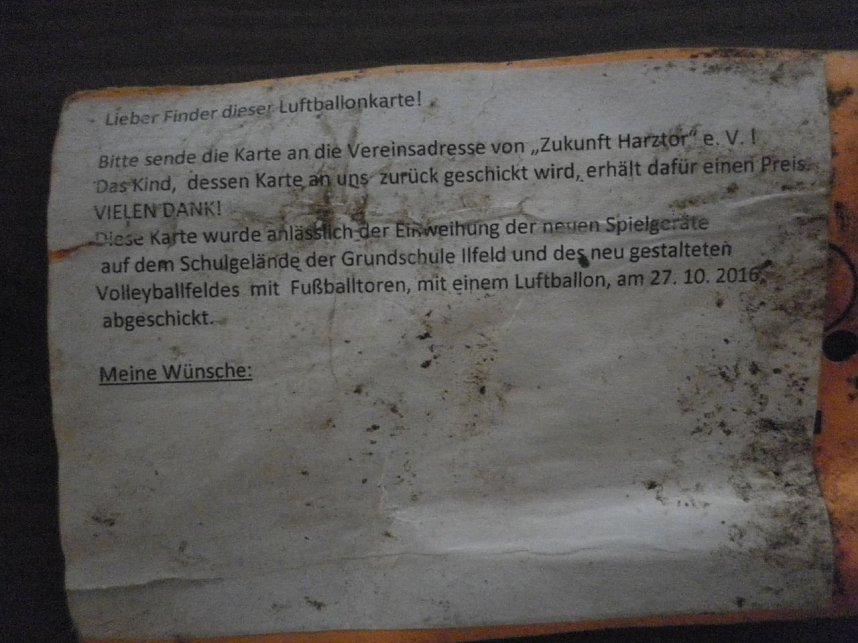 Lieber Finder dieser Luftballonkarte!
Bitte sende die Karte an die Vereinsadresse von „Zukunft Harztor“ e. V. !
Das Kind, dessen Karte an uns zurück geschickt wird, erhält dafür einen Preis.
VIELEN DANK!
Diese Karte wurde anlässlich der Einweihung der neuen Spielgeräte
auf dem Schulgelände der Grundschule Ilfeld und des neu gestalteten
Volleyballfeldes mit Fußballtoren, mit einem Luftballon, am 27. 10. 2016,
abgeschickt.
Meine Wünsche: